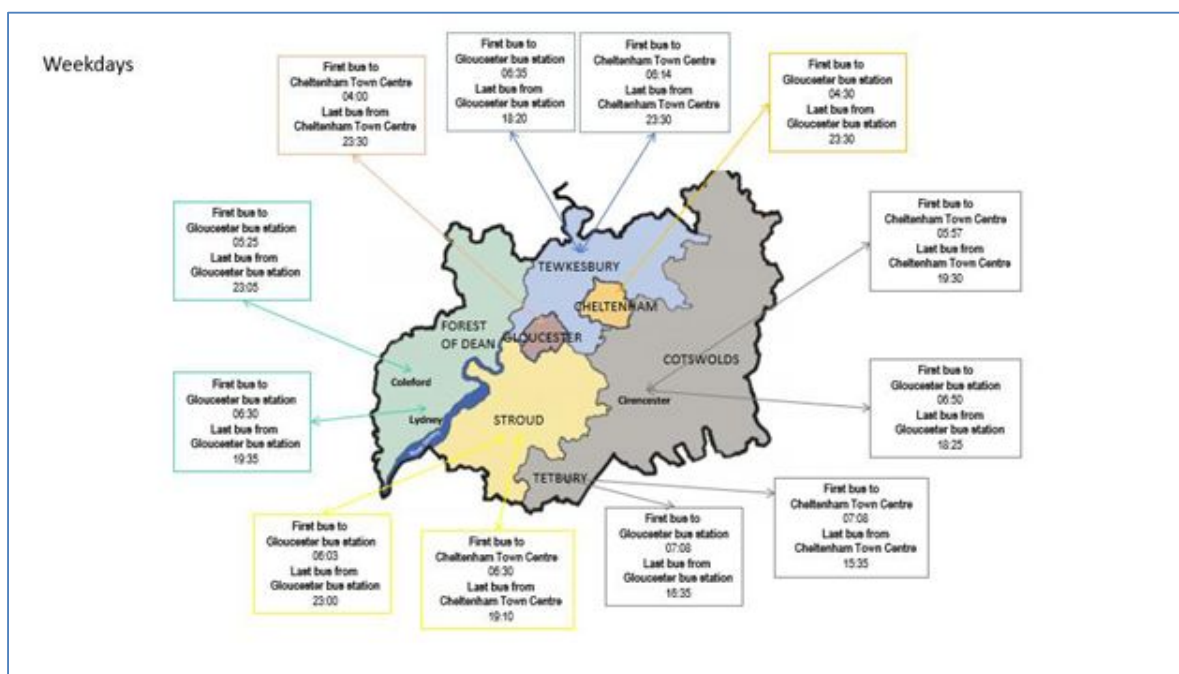 Weekdays
First bus to
Cheltenham Town Centre
04:00
Last bus from
Cheltenham Town Centre
23:30
First bus to
Gloucester bus station
06:35
Last bus from
Gloucester bus station
18:20
First bus to
Cheltenham Town Centre
06:14
Last bus from
Cheltenham Town Centre
23:30
First bus to
Gloucester bus station
04:30
Last bus from
Gloucester bus station
23:30
First bus to
Gloucester bus station
05:25
Last bus from
Gloucester bus station
23:05
First bus to
Cheltenham Town Centre
05:57
Last bus from
Cheltenham Town Centre
19:30
TEWKESBURY
CHELTENHAM
FOREST
OF DEAN
GLOUCESTER
COTSWOLDS
Coleford
Cirencester
Lydney
STROUD
TETBURY
First bus to
Gloucester bus station
06:30
Last bus from
Gloucester bus station
19:35
First bus to
Gloucester bus station
06:50
Last bus from
Gloucester bus station
18:25
First bus to
Gloucester bus station
06:03
Last bus from
Gloucester bus station
23:00
First bus to
Cheltenham Town Centre
06:30
Last bus from
Cheltenham Town Centre
19:10
First bus to
Gloucester bus station
07:08
Last bus from
Gloucester bus station
16:35
First bus to
Cheltenham Town Centre
07:08
Last bus from
Cheltenham Town Centre
15:35